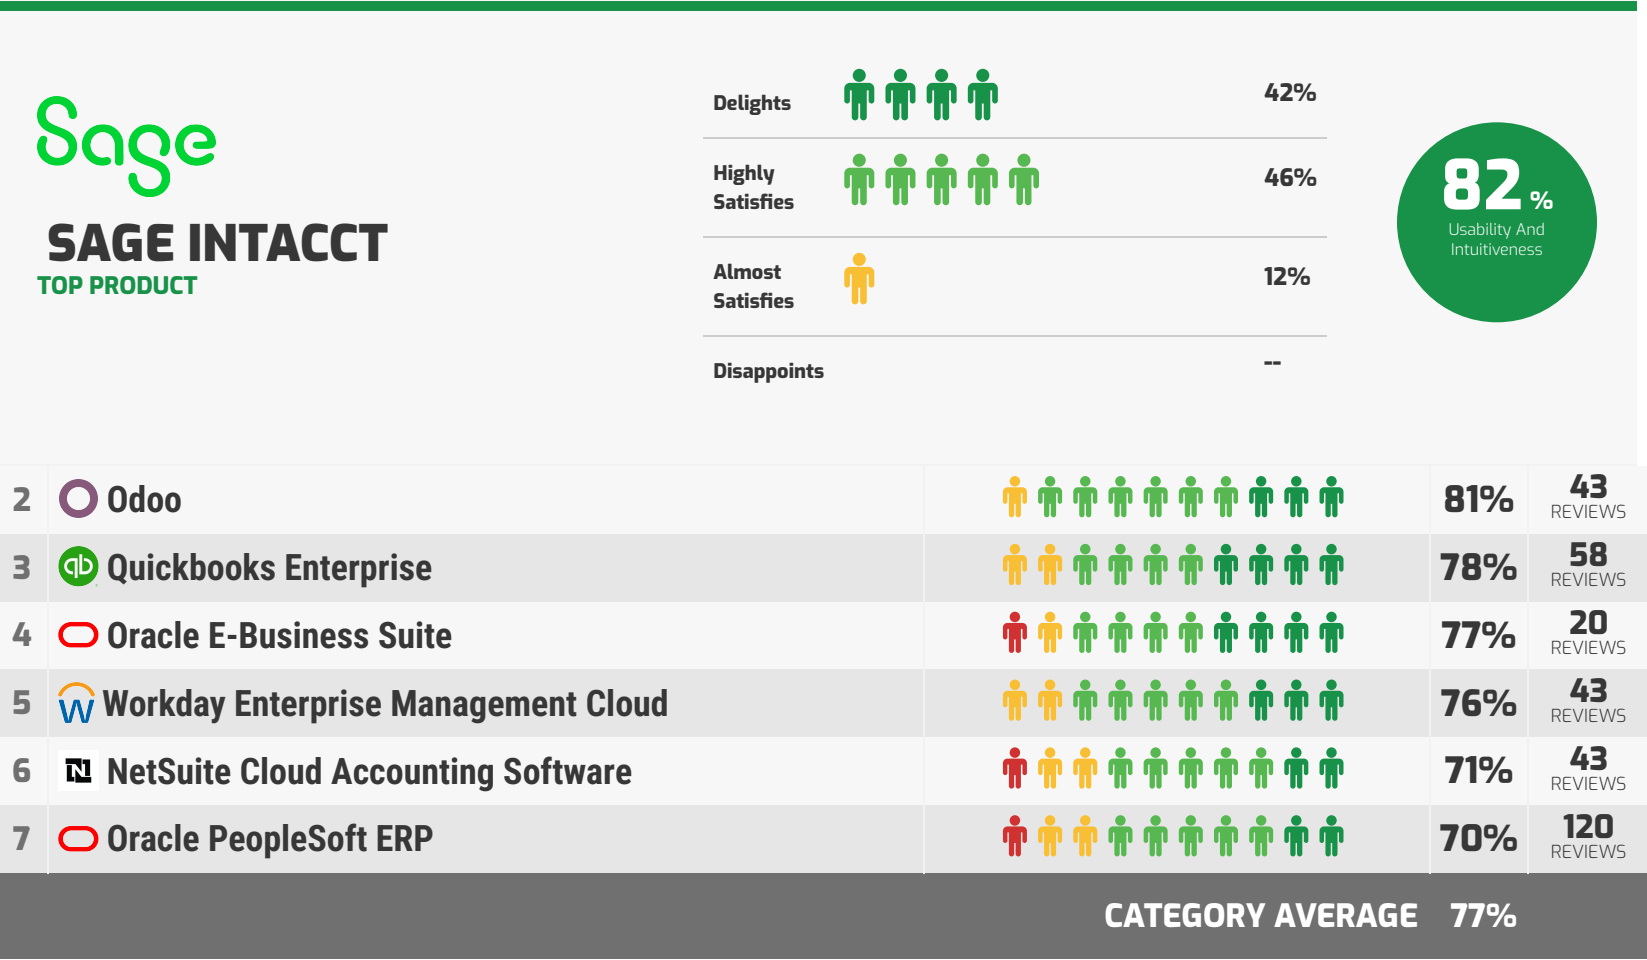 Sage
SAGE INTACCT
TOP PRODUCT
Delights 42%
Highly
Satisfies 46%
Almost
Satisfies 12%
Disappoints --
82%
Usability And
Intuitiveness
2 Odoo 81% 43
REVIEWS
3 qb Quickbooks Enterprise 78% 58
REVIEWS
4 Oracle E-Business Suite 77% 20
REVIEWS
5 W Workday Enterprise Management Cloud 76% 43
REVIEWS
6 N NetSuite Cloud Accounting Software 71% 43
REVIEWS
7 Oracle PeopleSoft ERP 70% 120
REVIEWS
CATEGORY AVERAGE 77%